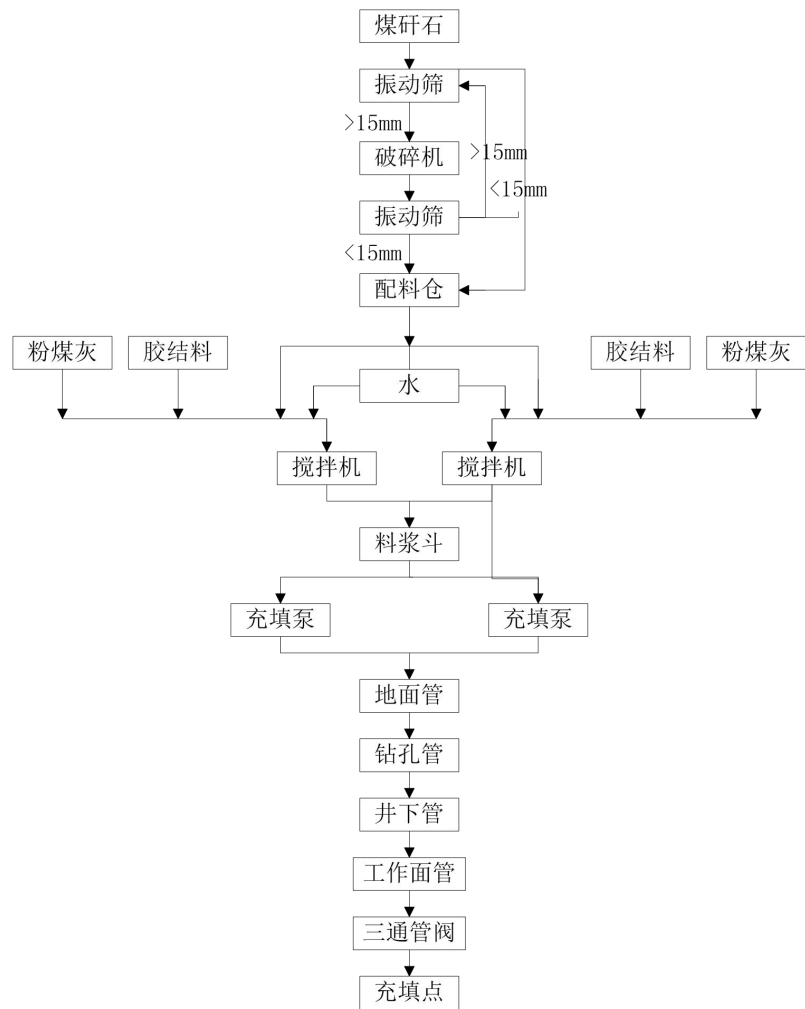 煤矸石
振动筛
>15mm
破碎机
>15mm
<15mm
振动筛
<15mm
配料仓
粉煤灰
胶结料
胶结料
粉煤灰
水
搅拌机
搅拌机
料浆斗
充填泵
充填泵
地面管
钻孔管
井下管
工作面管
三通管阀
充填点